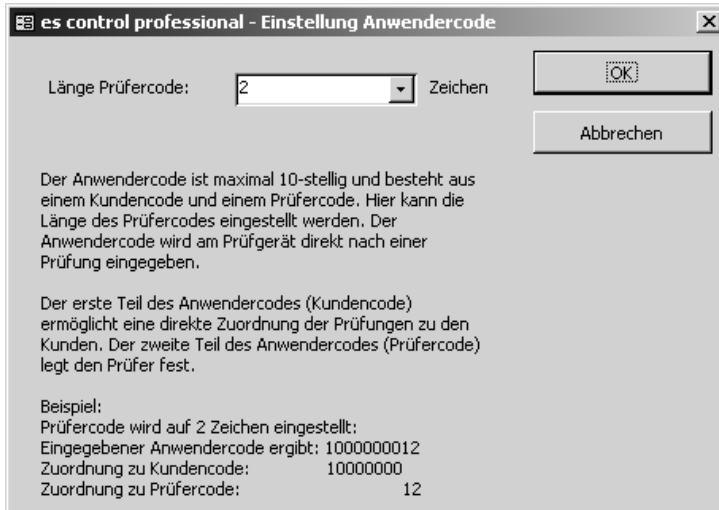 es control professional - Einstellung Anwendercode
Länge Prüfercode: 2 Zeichen
OK
Abbrechen
Der Anwendercode ist maximal 10-stellig und besteht aus
einem Kundencode und einem Prüfercode. Hier kann die
Länge des Prüfercodes eingestellt werden. Der
Anwendercode wird am Prüfgerät direkt nach einer
Prüfung eingegeben.
Der erste Teil des Anwendercodes (Kundencode)
ermöglicht eine direkte Zuordnung der Prüfungen zu den
Kunden. Der zweite Teil des Anwendercodes (Prüfercode)
legt den Prüfer fest.
Beispiel:
Prüfercode wird auf 2 Zeichen eingestellt:
Eingegebener Anwendercode ergibt: 1000000012
Zuordnung zu Kundencode: 10000000
Zuordnung zu Prüfercode: 12